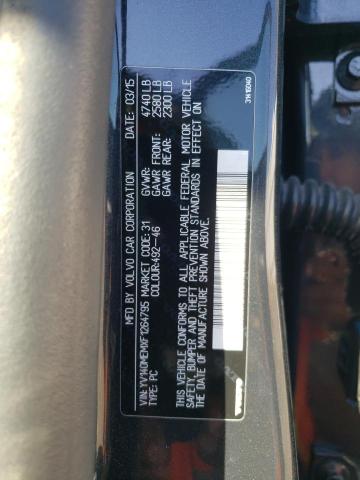 MFD BY VOLVO CAR CORPORATION DATE: 03/15
GVWR: 4740 LB
GAWR FRONT: 2580 LB
GAWR REAR: 2300 LB
VIN: YV140MEMXF1264795 MARKET CODE: 31
TYPE: PC COLOUR: 492-46
THIS VEHICLE CONFORMS TO ALL APPLICABLE FEDERAL MOTOR VEHICLE
SAFETY, BUMPER AND THEFT PREVENTION STANDARDS IN EFFECT ON
THE DATE OF MANUFACTURE SHOWN ABOVE.